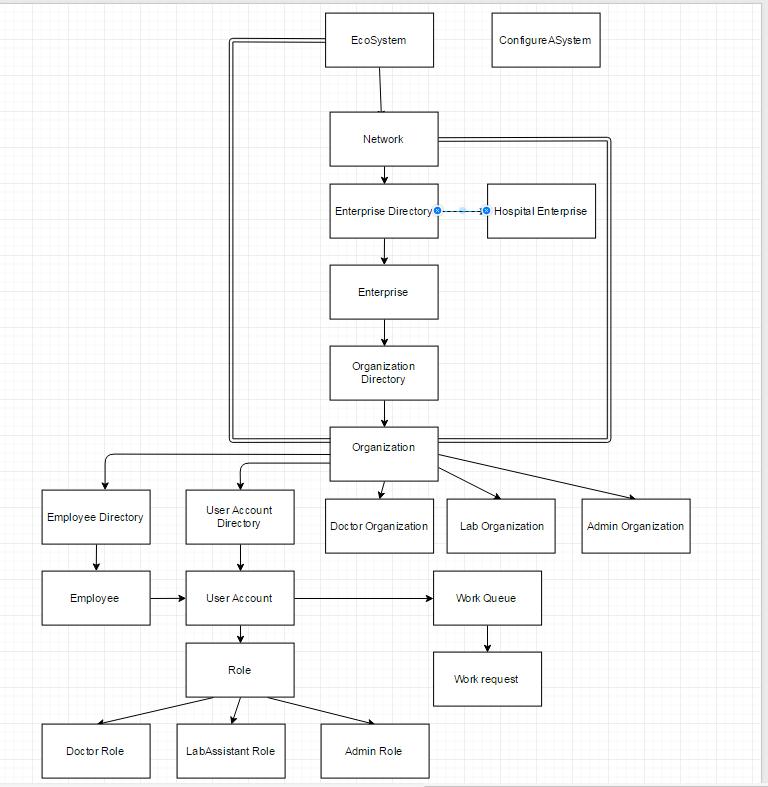 EcoSystem
ConfigureASystem
Network
Enterprise Directory
Hospital Enterprise
Enterprise
Organization
Directory
Organization
Employee Directory
User Account
Directory
Doctor Organization
Lab Organization
Admin Organization
Employee
User Account
Work Queue
Role
Work request
Doctor Role
LabAssistant Role
Admin Role